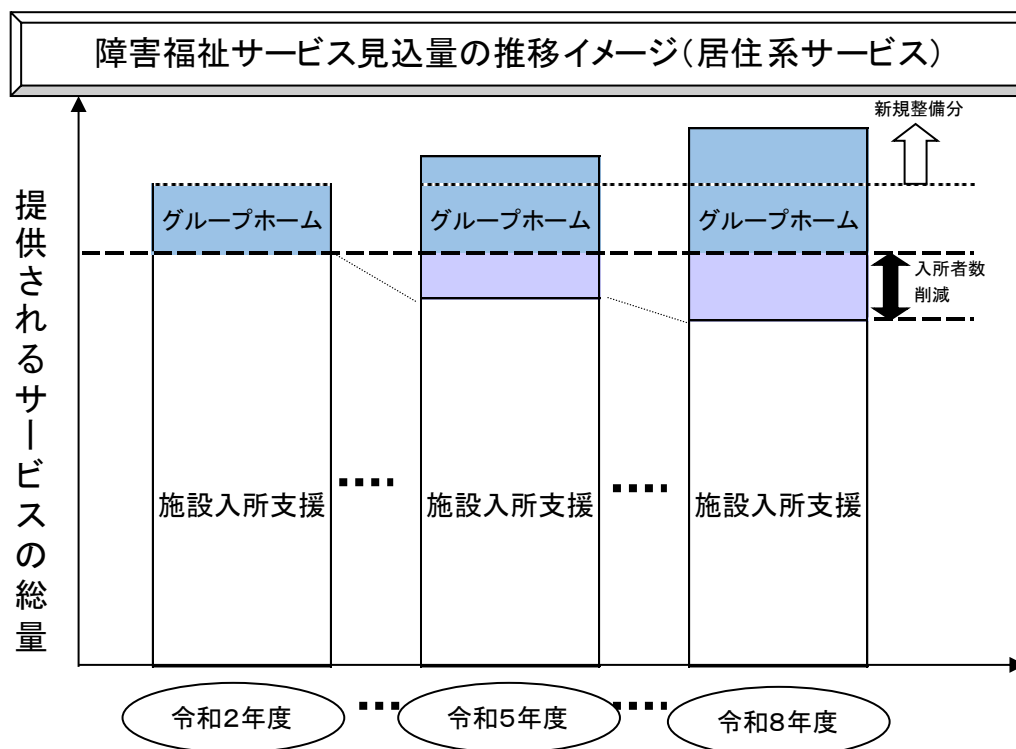 障害福祉サービス見込量の推移イメージ(居住系サービス)
新規整備分
提供されるサービスの総量
グループホーム
グループホーム
グループホーム
入所者数
削減
施設入所支援
施設入所支援
施設入所支援
令和2年度
令和5年度
令和8年度